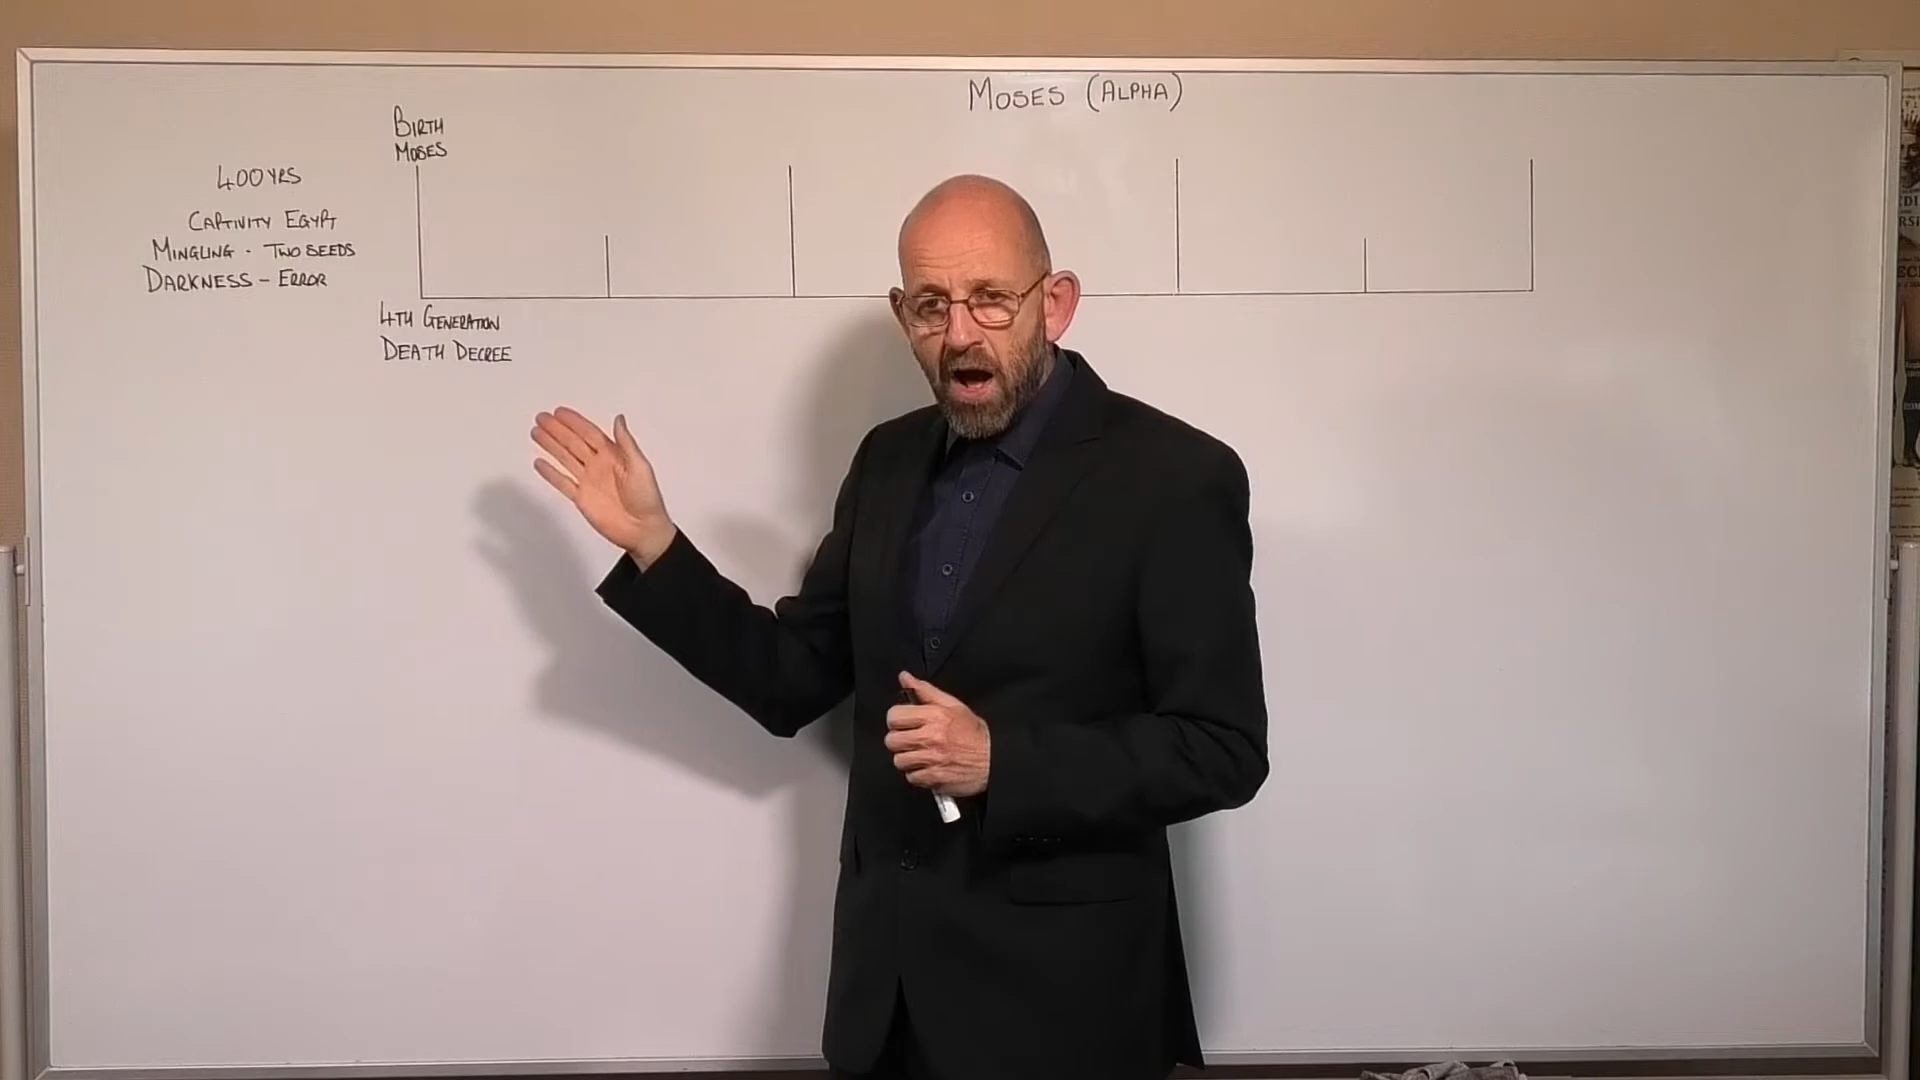 MOSES (ALPHA)
BIRTH
MOSES
400 YRS
CAPTIVITY EGYPT
MINGLING - TWO SEEDS
DARKNESS - ERROR
4TH GENERATION
DEATH DECREE